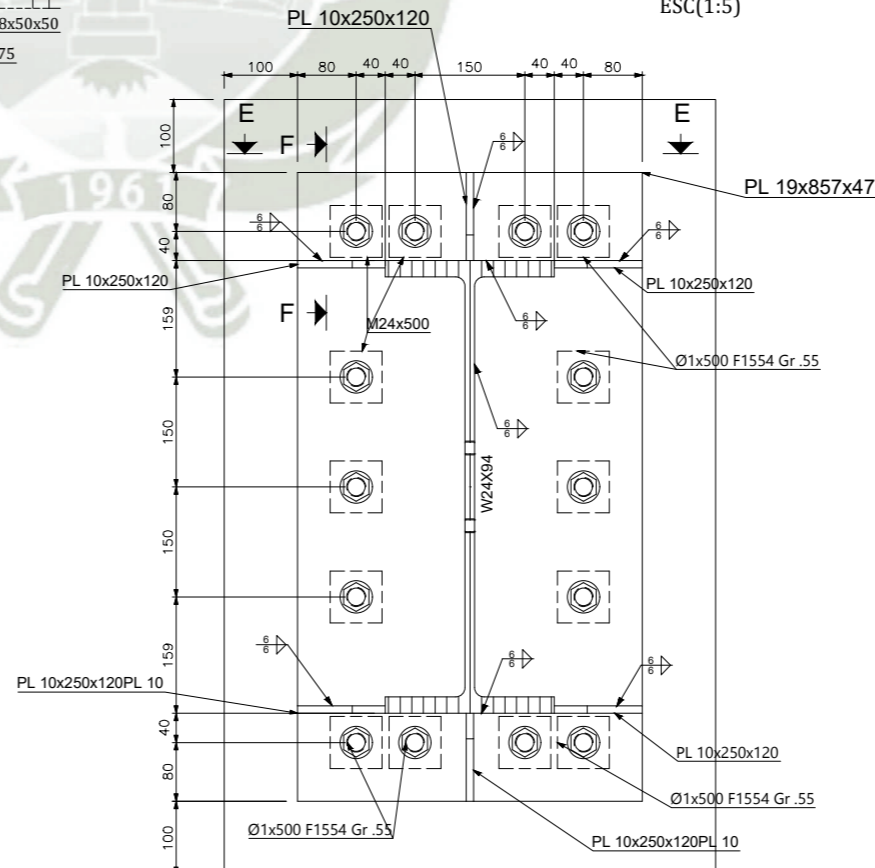 8x50x50
75
PL 10x250x120
ESC(1:5)
100 80 40 40 150 40 40 80
100
E
F
E
6
6
1961
80
PL 19x857x47
6
6
6
6
40
PL 10x250x120
PL 10x250x120
159
F
M24x500
6
6
Ø1x500 F1554 Gr .55
150
6
6
W24X94
150
159
6
6
6
6
6
6
PL 10x250x120PL 10
40
PL 10x250x120
80
Ø1x500 F1554 Gr .55
Ø1x500 F1554 Gr .55
PL 10x250x120PL 10
100